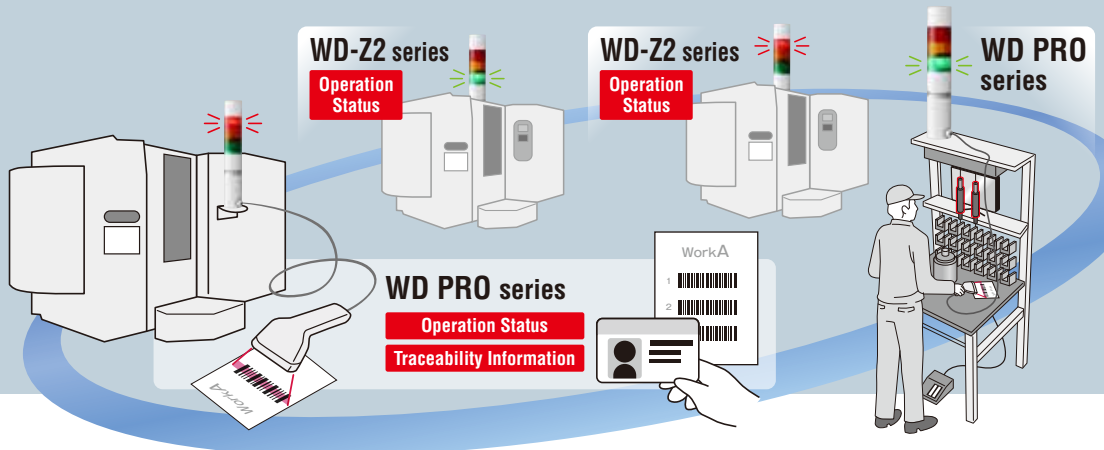 WD-Z2 series
Operation
Status
WD-Z2 series
Operation
Status
WD PRO
series
WD PRO series
Operation Status
Traceability Information
WorkA
1
2
WorkA